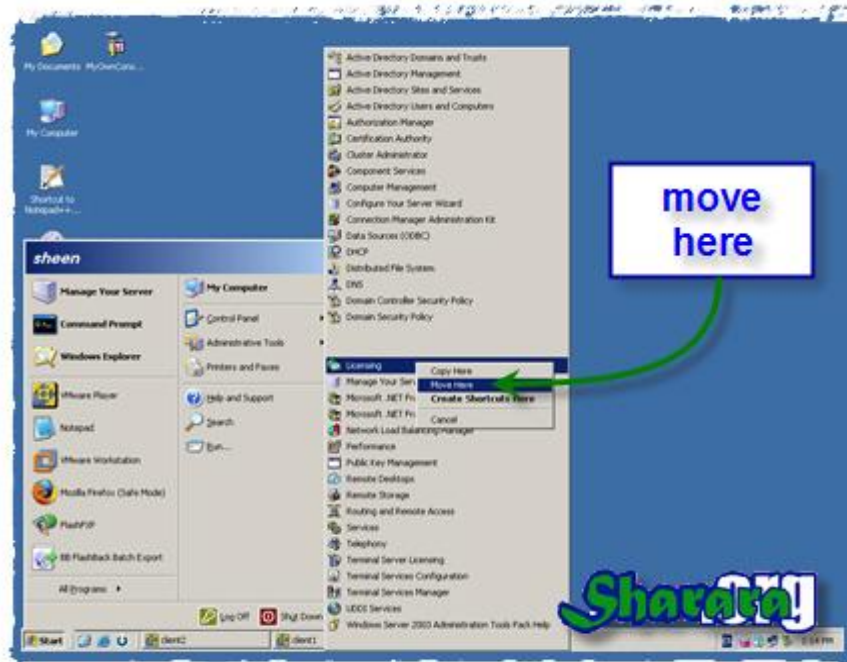 My Documents
MyOwnCons...
My Computer
Shortcut to
Notepad++...
sheen
Manage Your Server
Command Prompt
Windows Explorer
VMware Player
Notepad
VMware Workstation
Mozilla Firefox (Safe Mode)
FlashFXP
BB FlashBack Batch Export
All Programs
My Computer
Control Panel
Administrative Tools
Printers and Faxes
Help and Support
Search
Run...
Log Off
Shut Down
Active Directory Domains and Trusts
Active Directory Management
Active Directory Sites and Services
Active Directory Users and Computers
Authorization Manager
Certification Authority
Cluster Administrator
Component Services
Computer Management
Configure Your Server Wizard
Connection Manager Administration Kit
Data Sources (ODBC)
DHCP
Distributed File System
DNS
Domain Controller Security Policy
Domain Security Policy
Licensing
Manage Your Ser
Microsoft .NET Fr
Microsoft .NET Fr
Network Load Balancing Manager
Performance
Public Key Management
Remote Desktops
Remote Storage
Routing and Remote Access
Services
Telephony
Terminal Server Licensing
Terminal Services Configuration
Terminal Services Manager
UDDI Services
Windows Server 2003 Administration Tools Pack Help
Copy Here
Move Here
Create Shortcuts Here
Cancel
move
here
Start
client2
client1